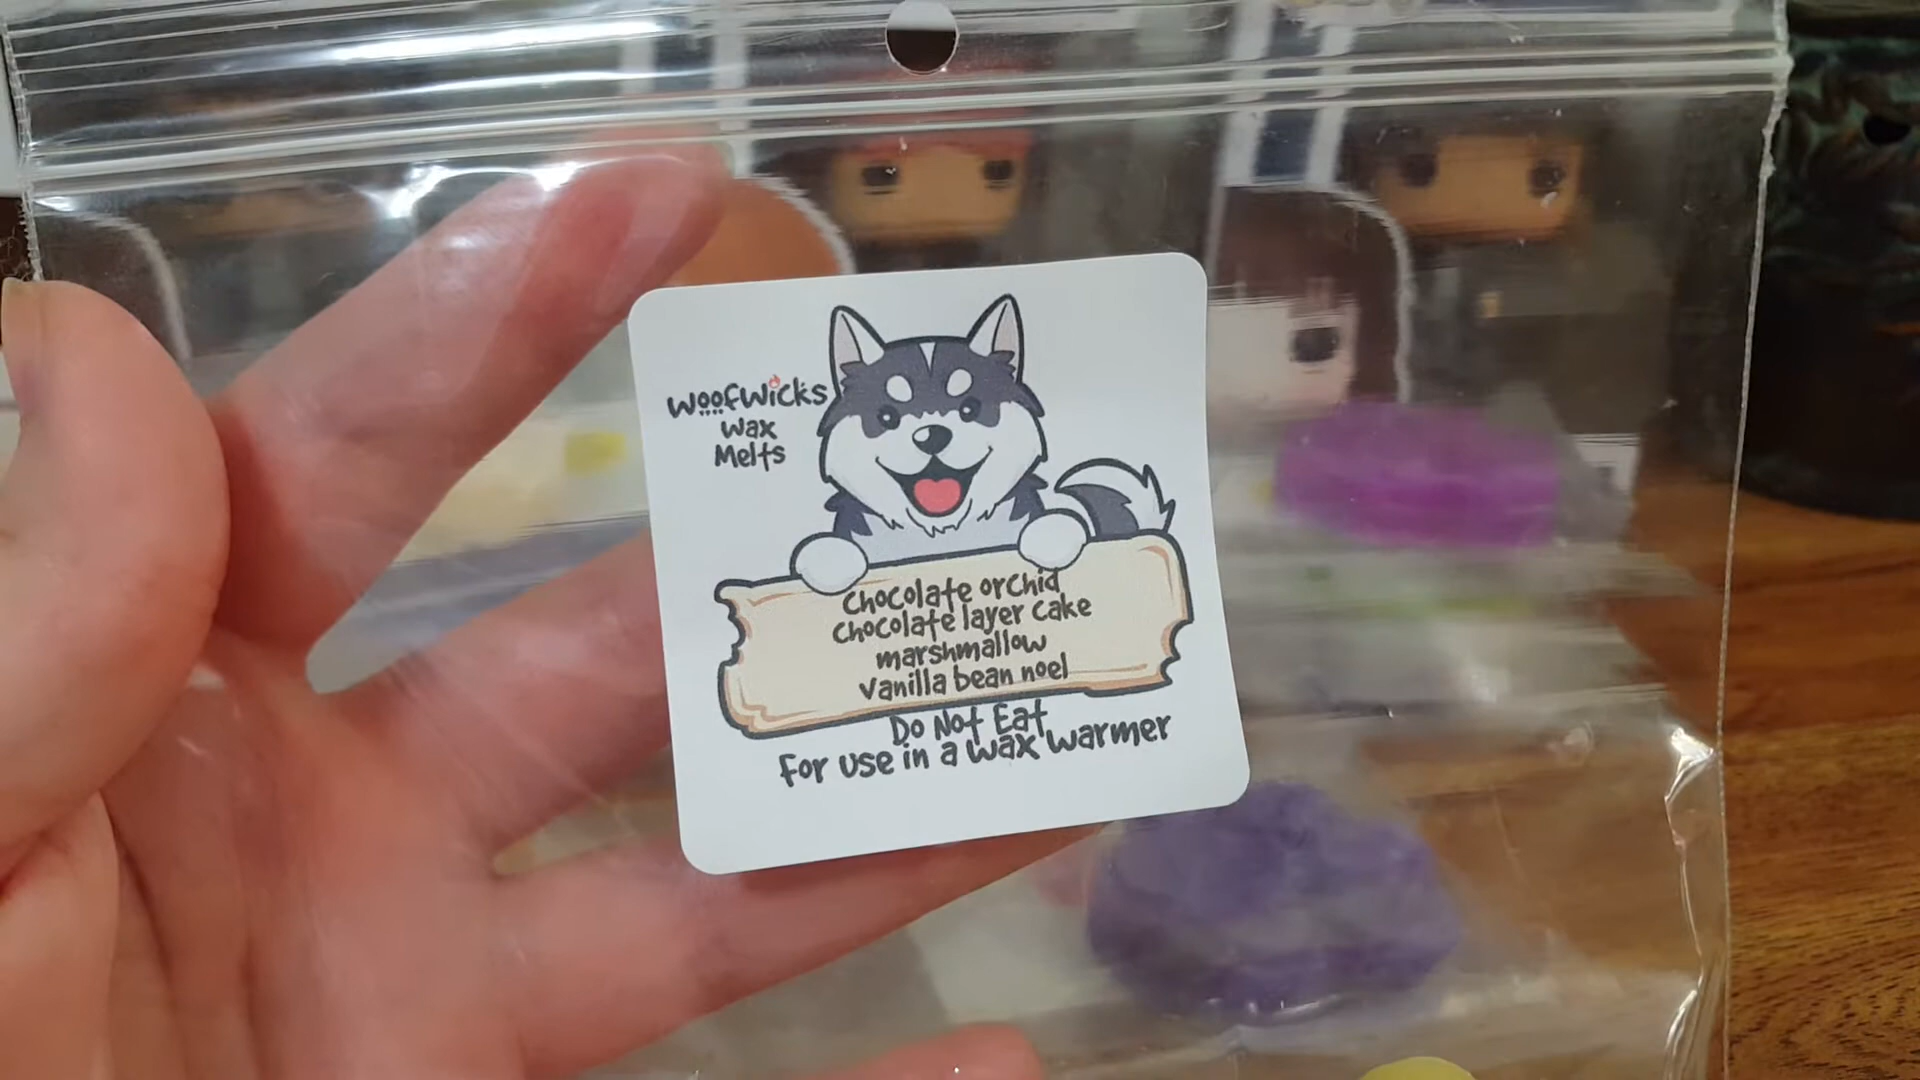 WoofWicks
Wax
Melts
Chocolate orchid
Chocolate layer cake
marshmallow
Vanilla bean noel
Do Not Eat
For use in a wax warmer